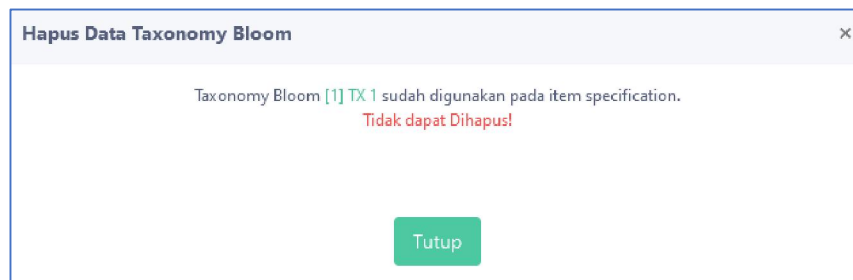 Hapus Data Taxonomy Bloom ×
Taxonomy Bloom [1] TX 1 sudah digunakan pada item specification.
Tidak dapat Dihapus!
Tutup